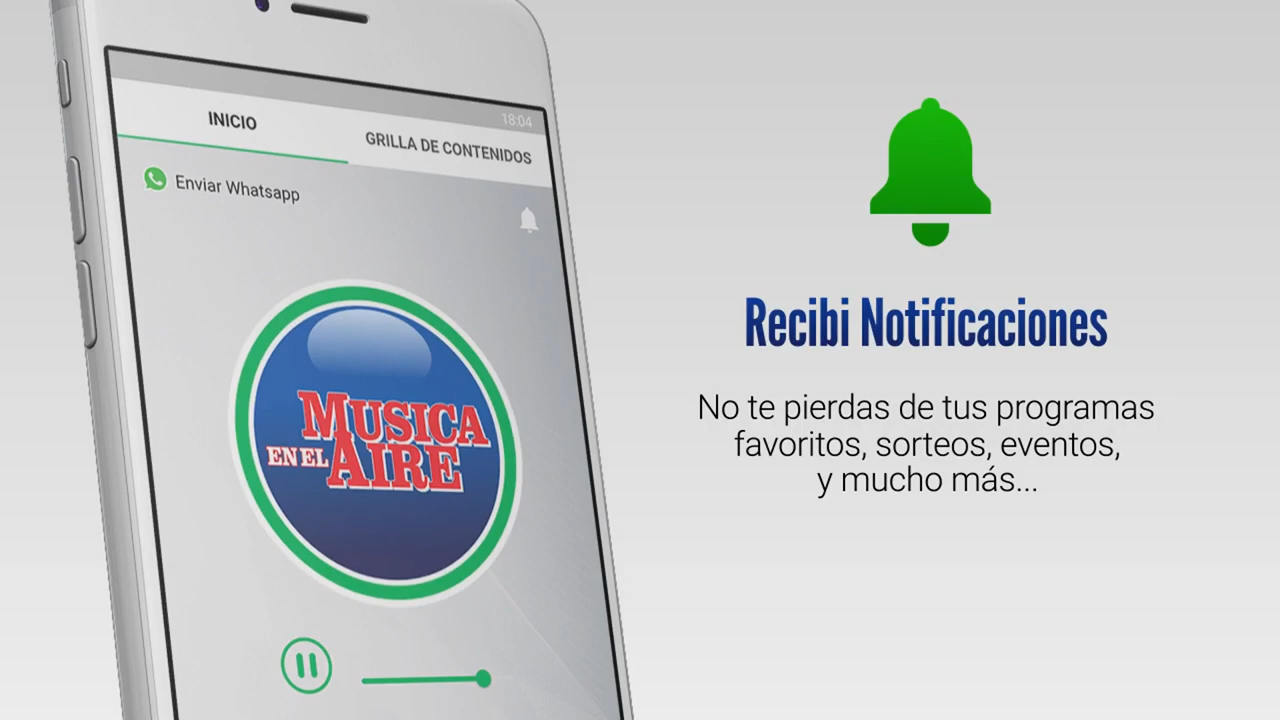 18:04
INICIO
GRILLA DE CONTENIDOS
Enviar Whatsapp
MUSICA
EN EL AIRE
Recibi Notificaciones
No te pierdas de tus programas
favoritos, sorteos, eventos,
y mucho más...